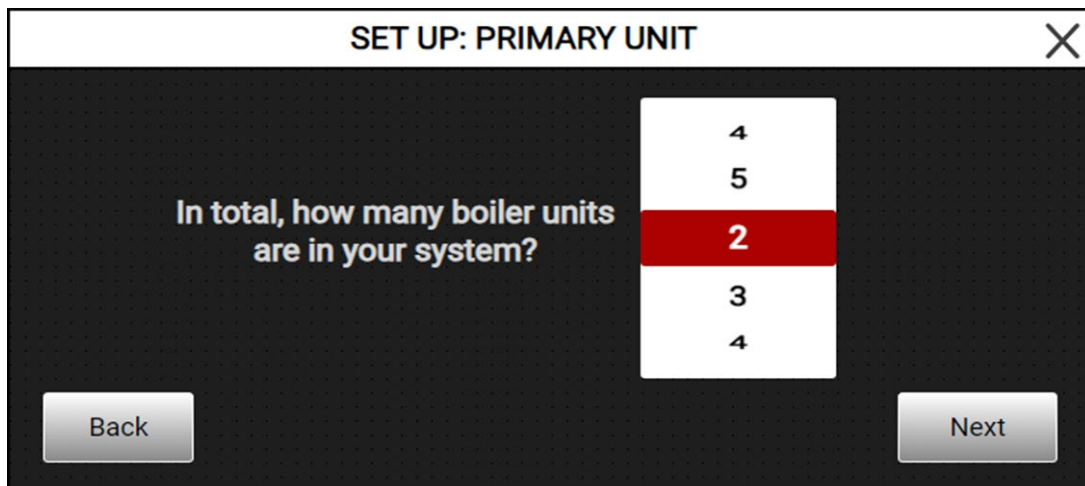 SET UP: PRIMARY UNIT
In total, how many boiler units
are in your system?
4
5
2
3
4
Back
Next